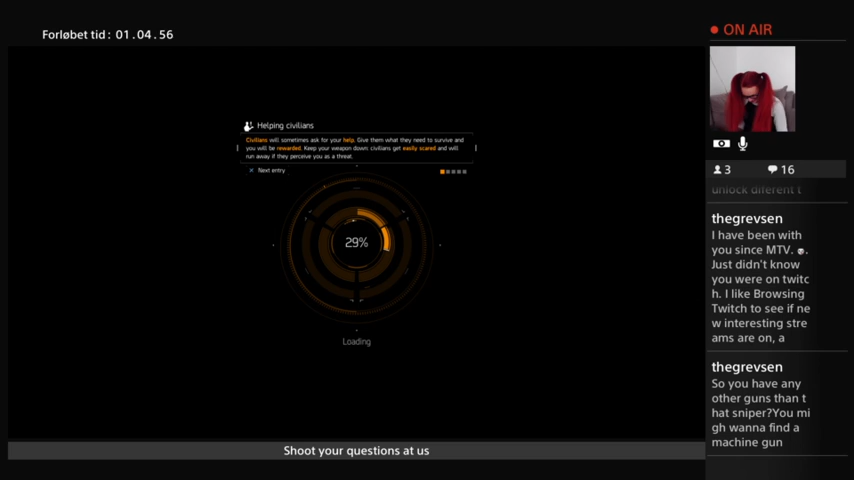 Forløbet tid: 01.04.56
ON AIR
Helping civilians
Civilians will sometimes ask for your help. Give them what they need to survive and
you will be rewarded. Keep your weapon down: civilians get easily scared and will
run away if they perceive you as a threat.
Next entry
29%
Loading
Shoot your questions at us
3 16
unlock diferent t
thegrevsen
I have been with
you since MTV. .
Just didn't know
you were on twitc
h. I like Browsing
Twitch to see if ne
w interesting stre
ams are on, a
thegrevsen
So you have any
other guns than t
hat sniper?You mi
gh wanna find a
machine gun